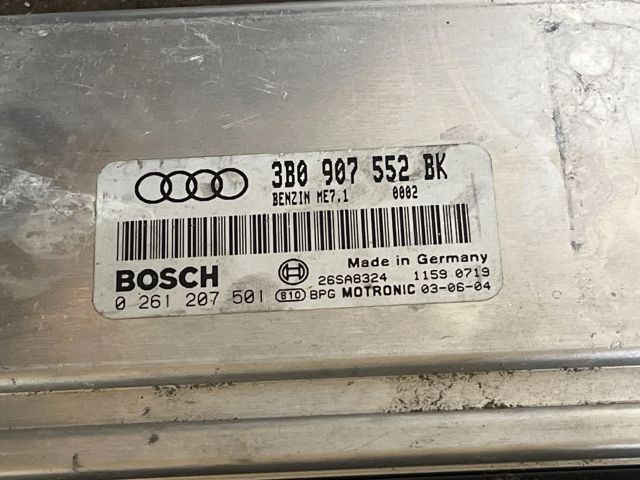 3B0 907 552 BK
BENZIN ME7.1 0002
Made in Germany
BOSCH 26SA8324 1159 0719
0 261 207 501 810 BPG MOTRONIC 03-06-04